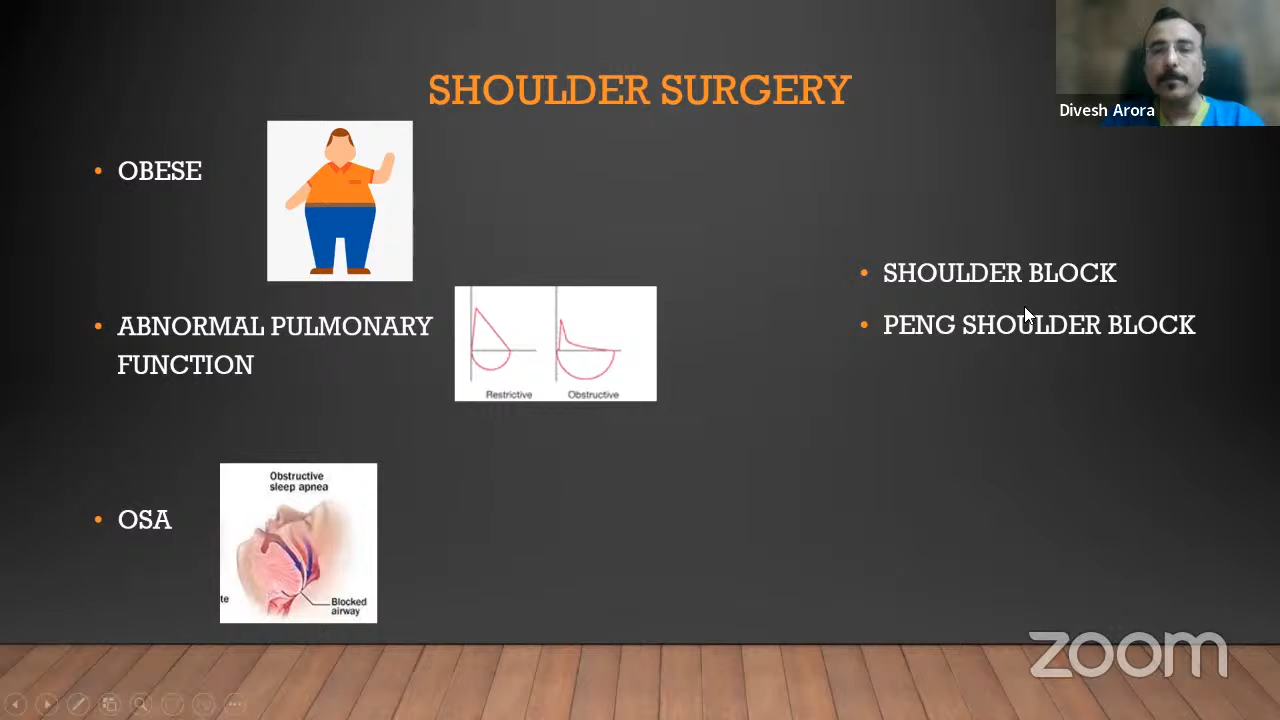 Divesh Arora
SHOULDER SURGERY
• OBESE
• ABNORMAL PULMONARY
FUNCTION
Restrictive
Obstructive
• OSA
Obstructive
sleep apnea
te
Blocked
airway
• SHOULDER BLOCK
• PENG SHOULDER BLOCK
zoom